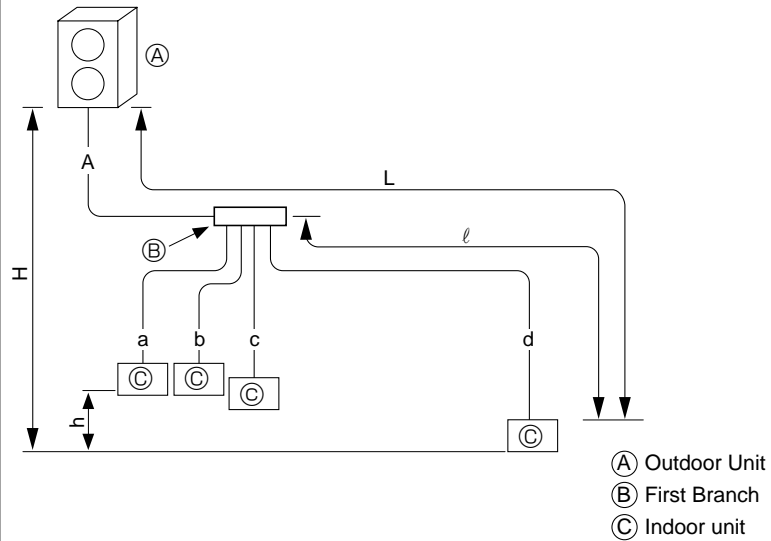 Ⓐ
A
L
Ⓑ
ℓ
H
a
b
c
d
Ⓒ
Ⓒ
Ⓒ
h
Ⓒ
Ⓐ Outdoor Unit
Ⓑ First Branch
Ⓒ Indoor unit